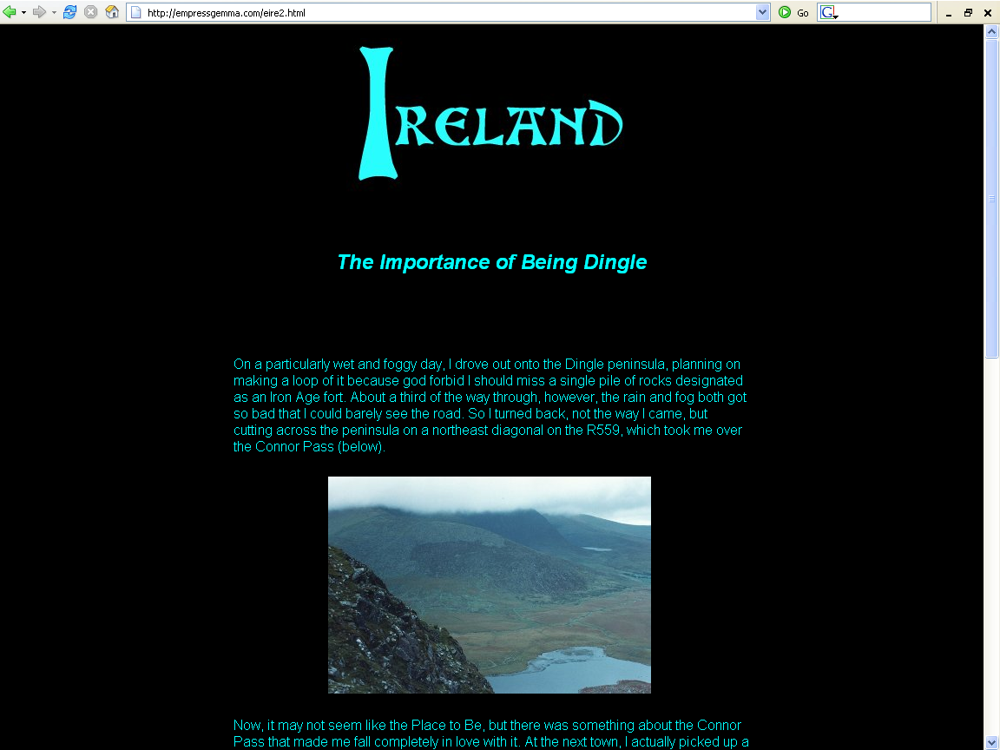 http://empressgemma.com/eire2.html
Go
G
IRELAND
The Importance of Being Dingle
On a particularly wet and foggy day, I drove out onto the Dingle peninsula, planning on
making a loop of it because god forbid I should miss a single pile of rocks designated
as an Iron Age fort. About a third of the way through, however, the rain and fog both got
so bad that I could barely see the road. So I turned back, not the way I came, but
cutting across the peninsula on a northeast diagonal on the R559, which took me over
the Connor Pass (below).
Now, it may not seem like the Place to Be, but there was something about the Connor
Pass that made me fall completely in love with it. At the next town, I actually picked up a